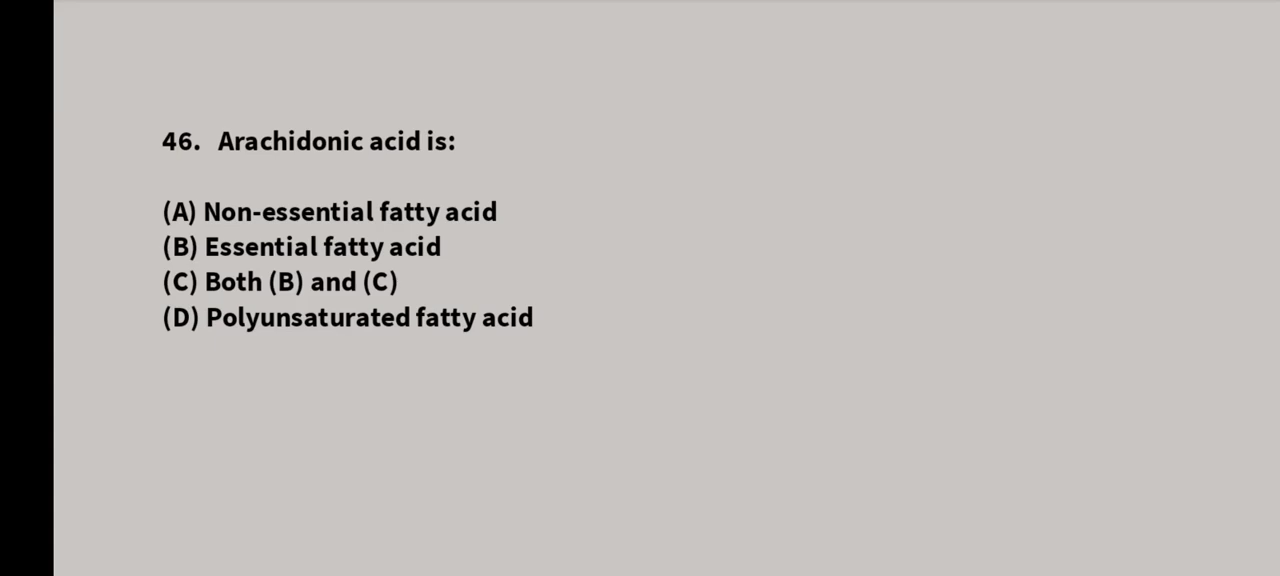 46. Arachidonic acid is:
(A) Non-essential fatty acid
(B) Essential fatty acid
(C) Both (B) and (C)
(D) Polyunsaturated fatty acid